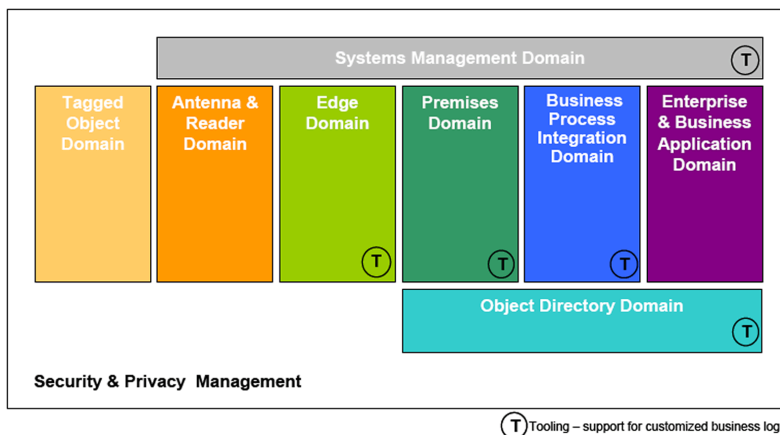 Systems Management Domain
T
Tagged
Object
Domain
Antenna &
Reader
Domain
Edge
Domain
T
Premises
Domain
T
Business
Process
Integration
Domain
T
Enterprise
& Business
Application
Domain
Object Directory Domain
T
Security & Privacy Management
T Tooling – support for customized business log